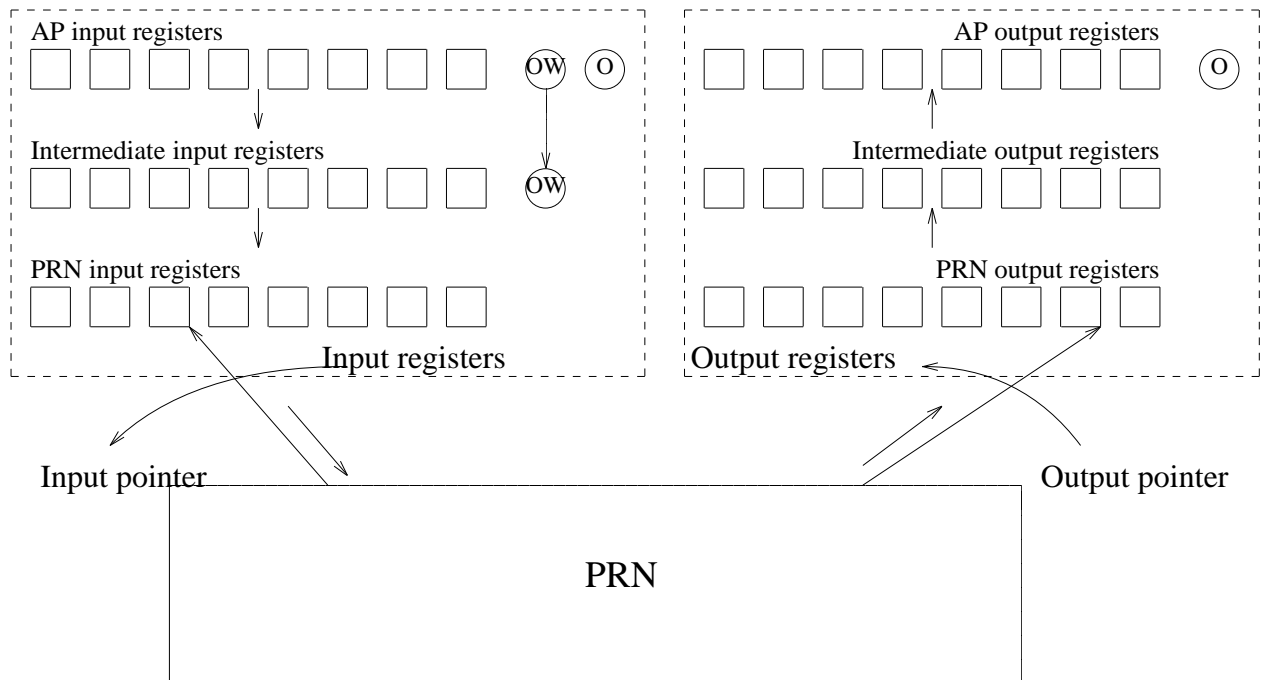 AP input registers
OW
O
Intermediate input registers
OW
PRN input registers
Input registers
AP output registers
O
Intermediate output registers
PRN output registers
Output registers
Input pointer
Output pointer
PRN